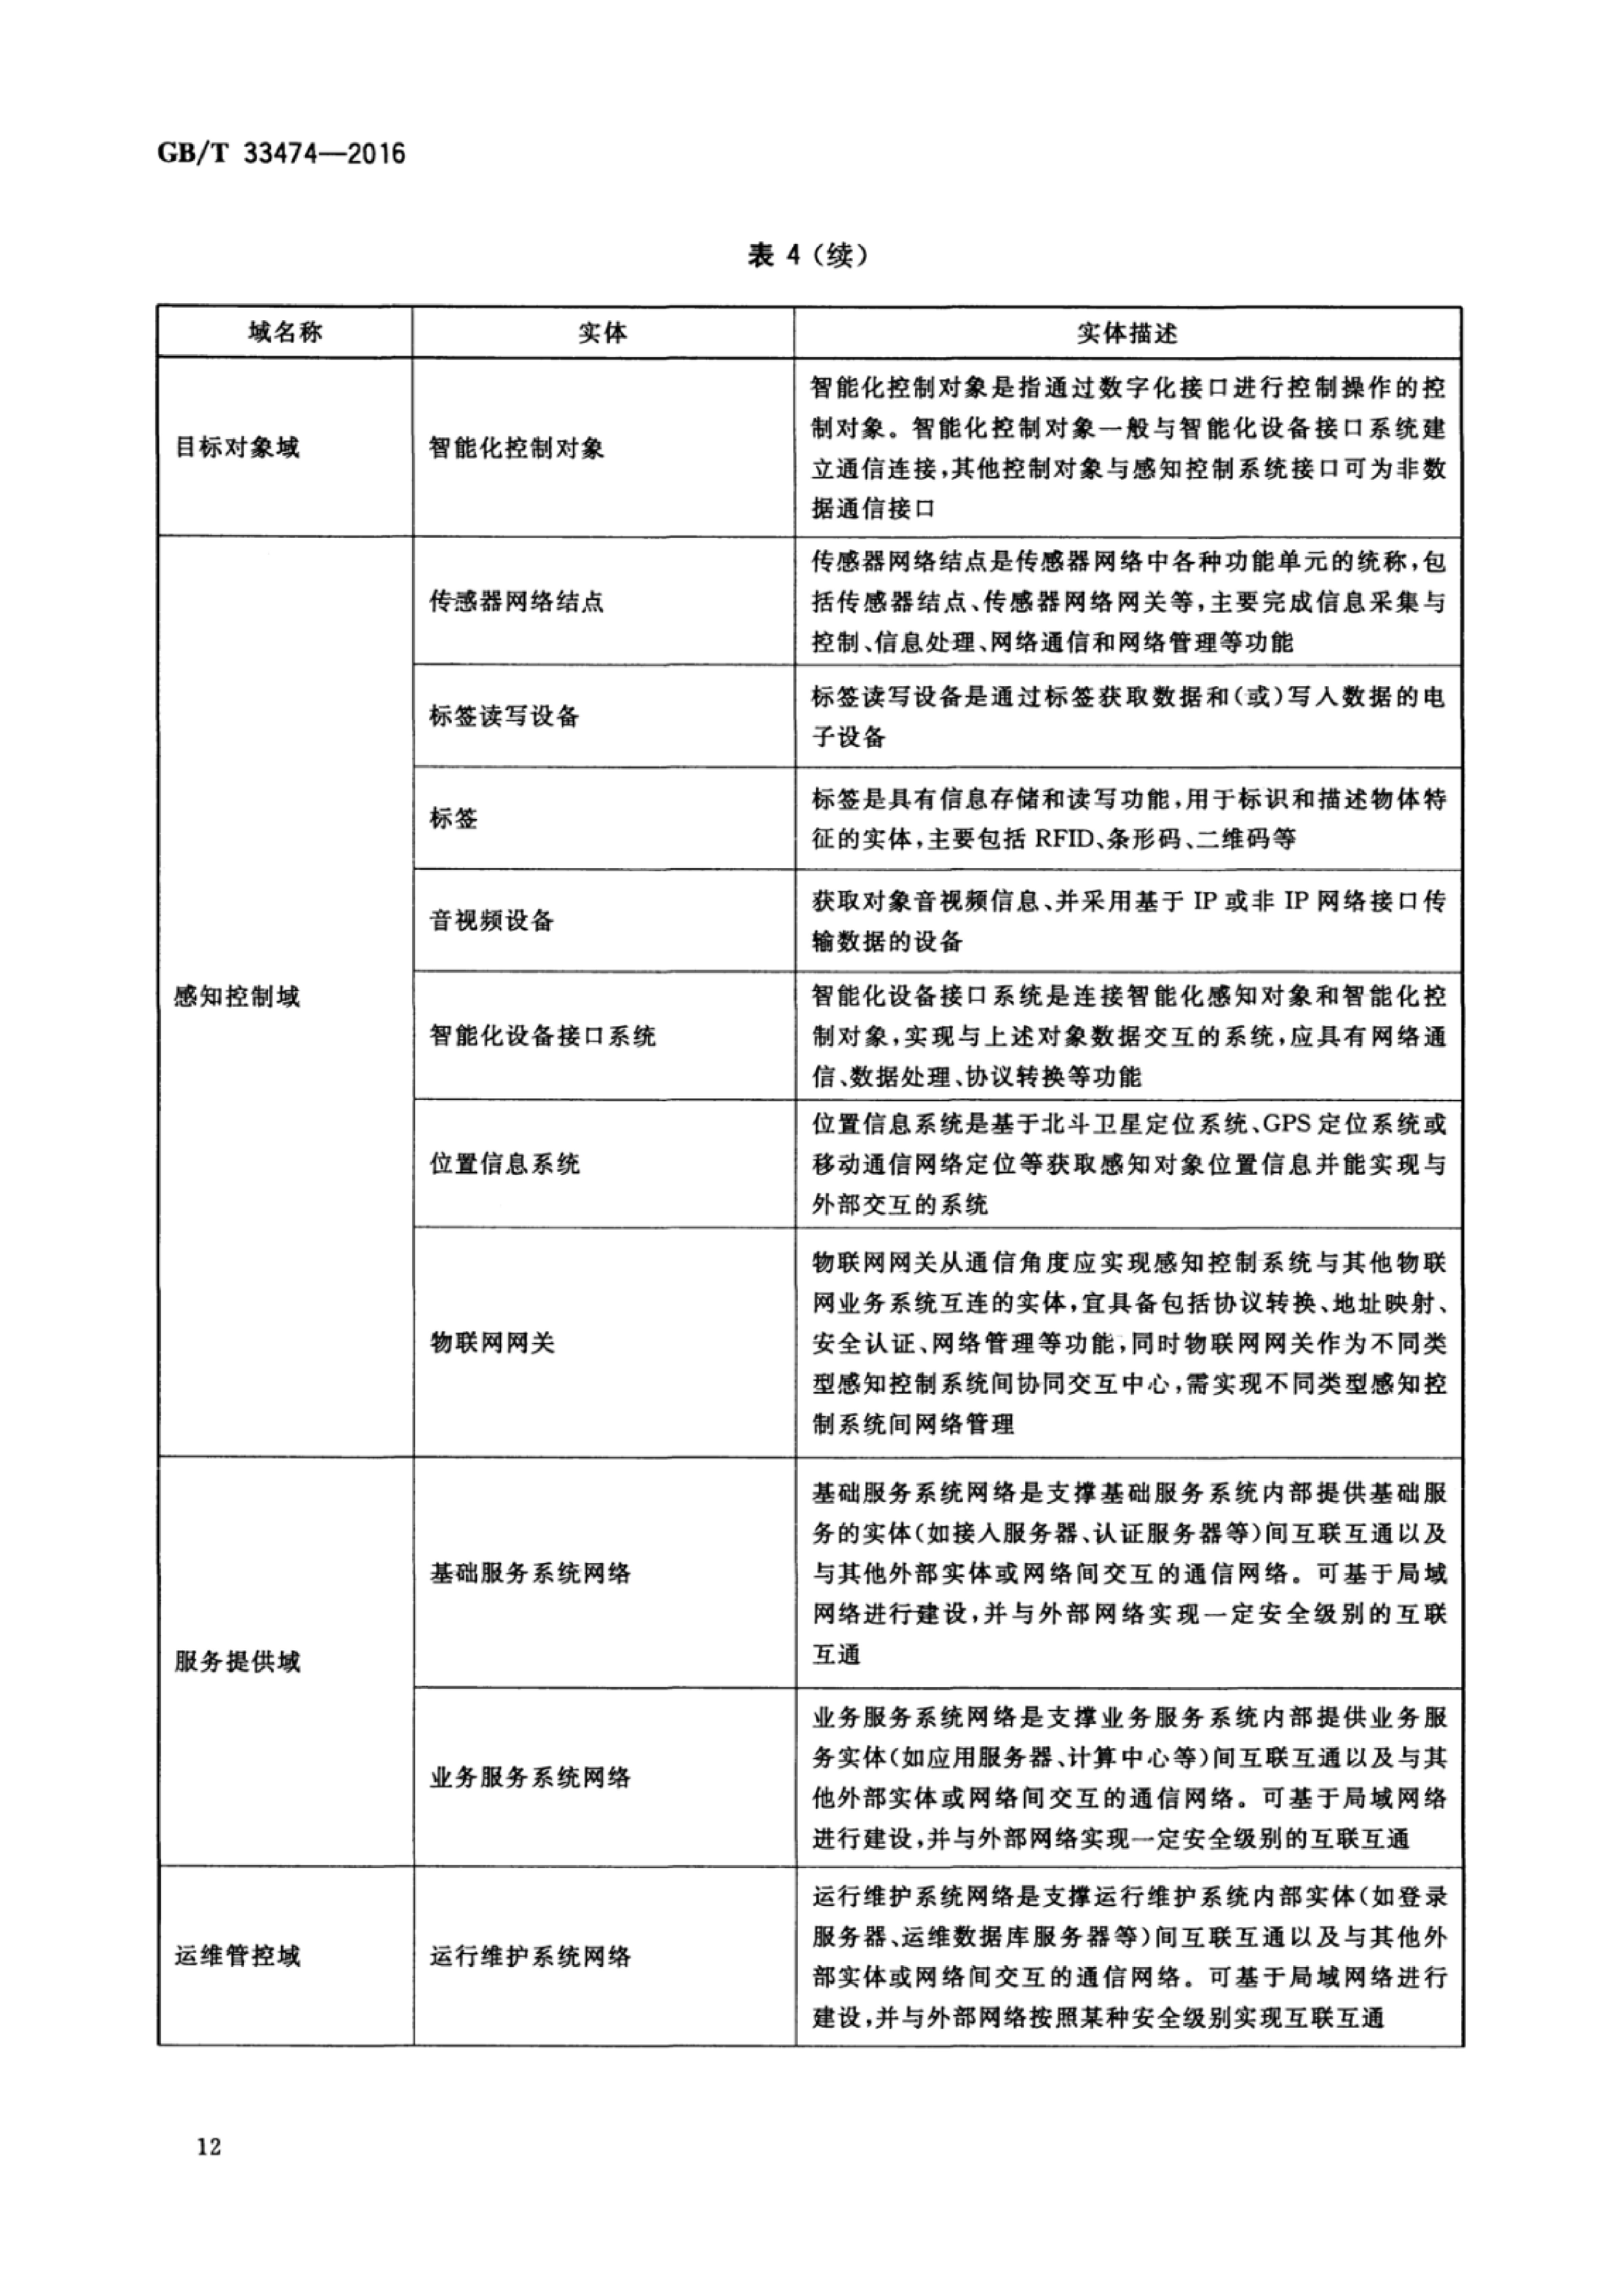 GB/T 33474—2016
表 4（续）
域名称 实体 实体描述
目标对象域
智能化控制对象
智能化控制对象是指通过数字化接口进行控制操作的控
制对象。智能化控制对象一般与智能化设备接口系统建
立通信连接,其他控制对象与感知控制系统接口可为非数
据通信接口
感知控制域
传感器网络结点
传感器网络结点是传感器网络中各种功能单元的统称,包
括传感器结点、传感器网络网关等,主要完成信息采集与
控制、信息处理、网络通信和网络管理等功能
标签读写设备
标签读写设备是通过标签获取数据和(或)写入数据的电
子设备
标签
标签是具有信息存储和读写功能,用于标识和描述物体特
征的实体,主要包括 RFID、条形码、二维码等
音视频设备
获取对象音视频信息、并采用基于 IP 或非 IP 网络接口传
输数据的设备
智能化设备接口系统
智能化设备接口系统是连接智能化感知对象和智能化控
制对象,实现与上述对象数据交互的系统,应具有网络通
信、数据处理、协议转换等功能
位置信息系统
位置信息系统是基于北斗卫星定位系统、GPS 定位系统或
移动通信网络定位等获取感知对象位置信息并能实现与
外部交互的系统
物联网网关
物联网网关从通信角度应实现感知控制系统与其他物联
网业务系统互连的实体,宜具备包括协议转换、地址映射、
安全认证、网络管理等功能,同时物联网网关作为不同类
型感知控制系统间协同交互中心,需实现不同类型感知控
制系统间网络管理
服务提供域
基础服务系统网络
基础服务系统网络是支撑基础服务系统内部提供基础服
务的实体(如接入服务器、认证服务器等)间互联互通以及
与其他外部实体或网络间交互的通信网络。可基于局域
网络进行建设,并与外部网络实现一定安全级别的互联
互通
业务服务系统网络
业务服务系统网络是支撑业务服务系统内部提供业务服
务实体(如应用服务器、计算中心等)间互联互通以及与其
他外部实体或网络间交互的通信网络。可基于局域网络
进行建设,并与外部网络实现一定安全级别的互联互通
运维管控域
运行维护系统网络
运行维护系统网络是支撑运行维护系统内部实体(如登录
服务器、运维数据库服务器等)间互联互通以及与其他外
部实体或网络间交互的通信网络。可基于局域网络进行
建设,并与外部网络按照某种安全级别实现互联互通
12